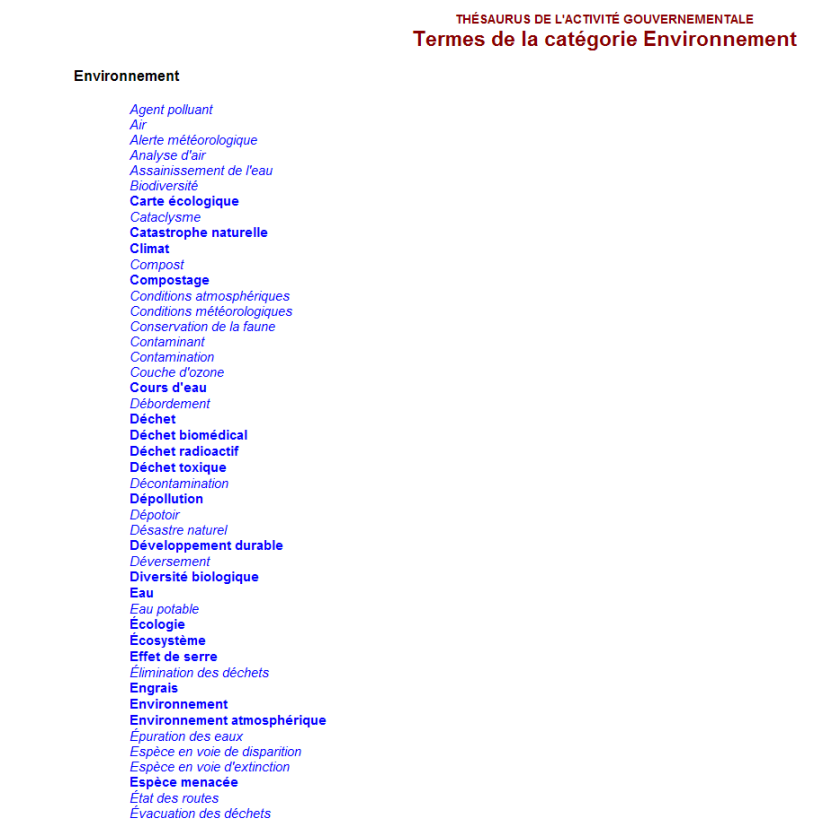 THÉSAURUS DE L'ACTIVITÉ GOUVERNEMENTALE
Termes de la catégorie Environnement
Environnement
Agent polluant
Air
Alerte météorologique
Analyse d'air
Assainissement de l'eau
Biodiversité
Carte écologique
Cataclysme
Catastrophe naturelle
Climat
Compost
Compostage
Conditions atmosphériques
Conditions météorologiques
Conservation de la faune
Contaminant
Contamination
Couche d'ozone
Cours d'eau
Débordement
Déchet
Déchet biomédical
Déchet radioactif
Déchet toxique
Décontamination
Dépollution
Dépotoir
Désastre naturel
Développement durable
Déversement
Diversité biologique
Eau
Eau potable
Écologie
Écosystème
Effet de serre
Élimination des déchets
Engrais
Environnement
Environnement atmosphérique
Épuration des eaux
Espèce en voie de disparition
Espèce en voie d'extinction
Espèce menacée
État des routes
Évacuation des déchets